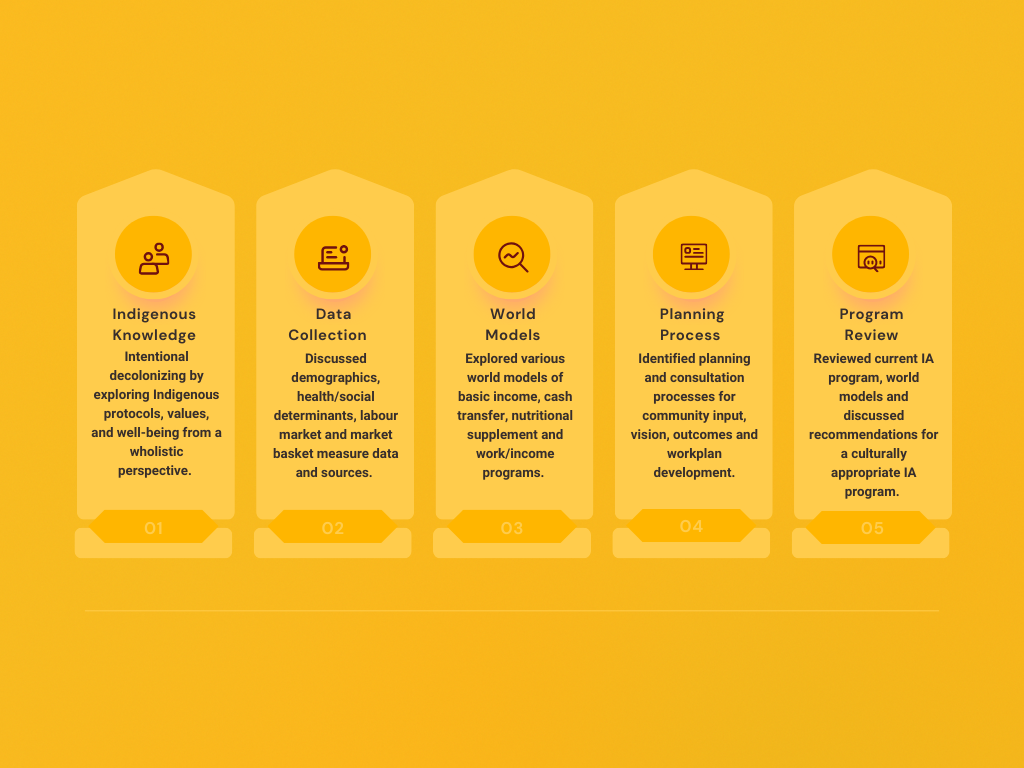 Indigenous
Knowledge
Intentional
decolonizing by
exploring Indigenous
protocols, values,
and well-being from a
wholistic
perspective.
01
Data
Collection
Discussed
demographics,
health/social
determinants, labour
market and market
basket measure data
and sources.
02
World
Models
Explored various
world models of
basic income, cash
transfer, nutritional
supplement and
work/income
programs.
03
Planning
Process
Identified planning
and consultation
processes for
community input,
vision, outcomes and
workplan
development.
04
Program
Review
Reviewed current IA
program, world
models and
discussed
recommendations for
a culturally
appropriate IA
program.
05